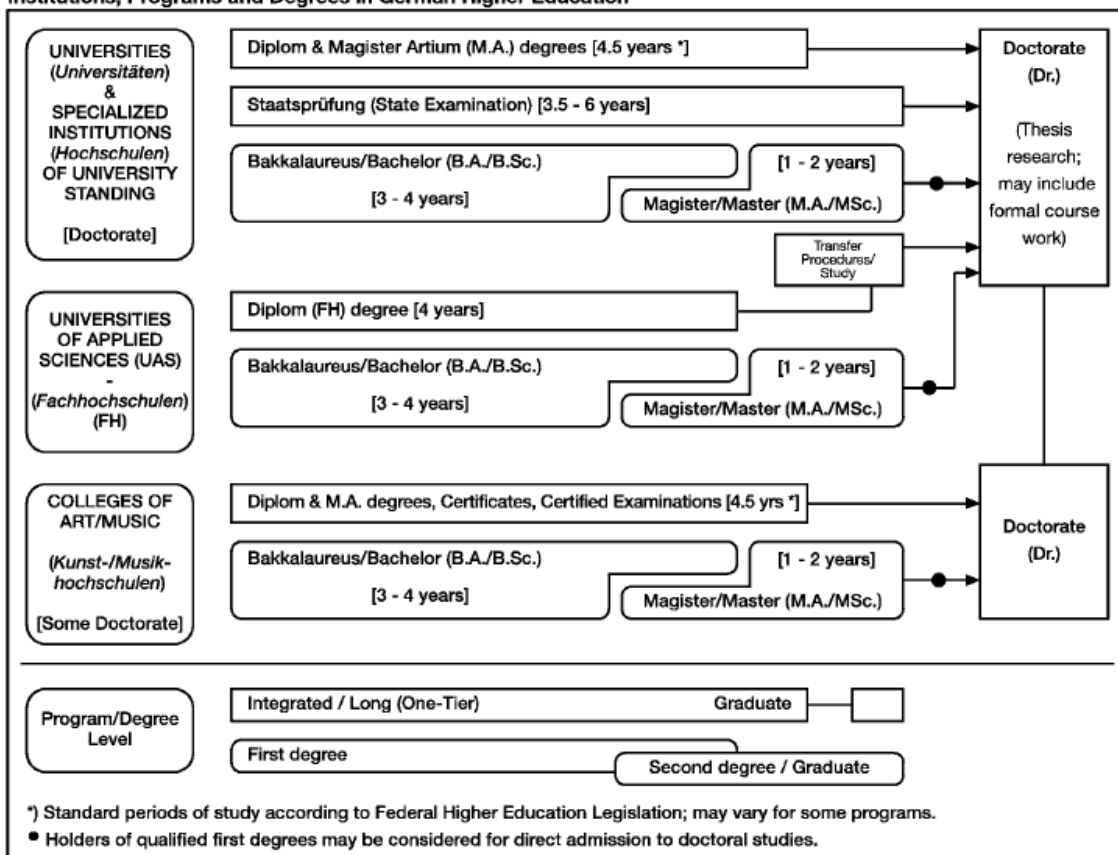 Institutions, Programs and Degrees in German Higher Education
UNIVERSITIES
(Universitäten)
&
SPECIALIZED
INSTITUTIONS
(Hochschulen)
OF UNIVERSITY
STANDING
[Doctorate]
Diplom & Magister Artium (M.A.) degrees [4.5 years *]
Staatsprüfung (State Examination) [3.5 - 6 years]
Bakkalaureus/Bachelor (B.A./B.Sc.)
[3 - 4 years]
[1 - 2 years]
Magister/Master (M.A./MSc.)
Transfer
Procedures/
Study
Doctorate
(Dr.)
(Thesis
research;
may include
formal course
work)
UNIVERSITIES
OF APPLIED
SCIENCES (UAS)
-
(Fachhochschulen)
(FH)
Diplom (FH) degree [4 years]
Bakkalaureus/Bachelor (B.A./B.Sc.)
[3 - 4 years]
[1 - 2 years]
Magister/Master (M.A./MSc.)
COLLEGES OF
ART/MUSIC
(Kunst-/Musik-
hochschulen)
[Some Doctorate]
Diplom & M.A. degrees, Certificates, Certified Examinations [4.5 yrs *]
Bakkalaureus/Bachelor (B.A./B.Sc.)
[3 - 4 years]
[1 - 2 years]
Magister/Master (M.A./MSc.)
Doctorate
(Dr.)
Program/Degree
Level
Integrated / Long (One-Tier) Graduate
First degree
Second degree / Graduate
*) Standard periods of study according to Federal Higher Education Legislation; may vary for some programs.
● Holders of qualified first degrees may be considered for direct admission to doctoral studies.